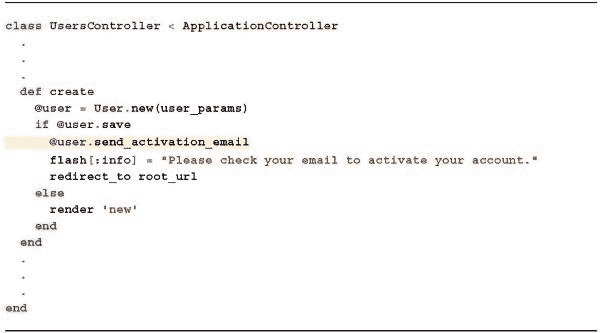 class UsersController < ApplicationController
  .
  .
  .
  def create
    @user = User.new(user_params)
    if @user.save
      @user.send_activation_email
      flash[:info] = "Please check your email to activate your account."
      redirect_to root_url
    else
      render 'new'
    end
  end
  .
  .
  .
end